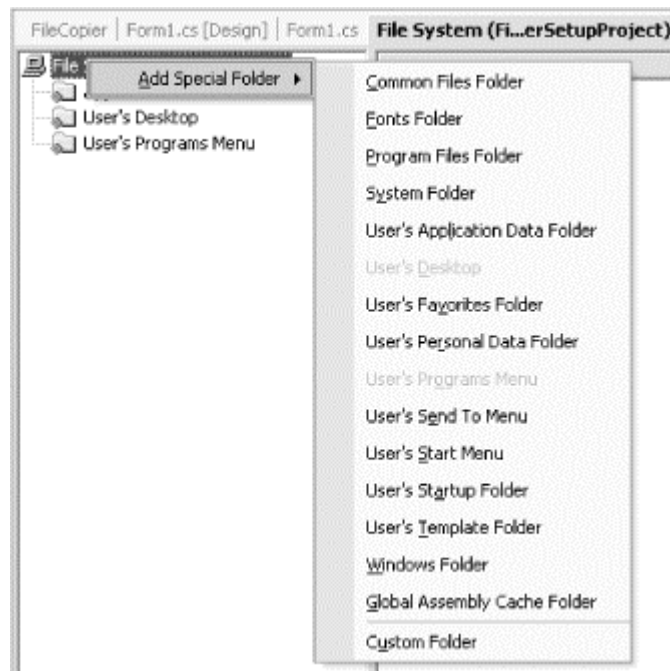 FileCopier Form1.cs [Design] Form1.cs File System (Fi...erSetupProject)
File
Add Special Folder
User's Desktop
User's Programs Menu
Common Files Folder
Fonts Folder
Program Files Folder
System Folder
User's Application Data Folder
User's Desktop
User's Favorites Folder
User's Personal Data Folder
User's Programs Menu
User's Send To Menu
User's Start Menu
User's Startup Folder
User's Template Folder
Windows Folder
Global Assembly Cache Folder
Custom Folder